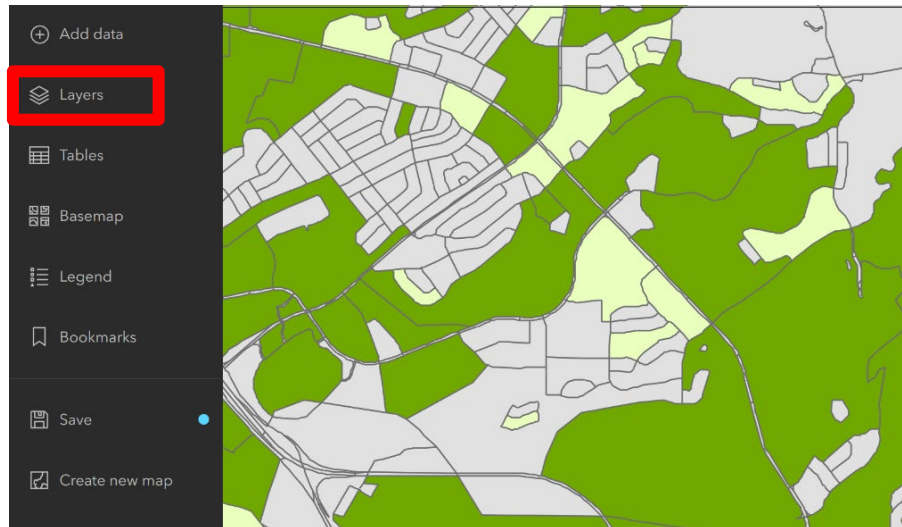 Add data
Layers
Tables
Basemap
Legend
Bookmarks
Save
Create new map